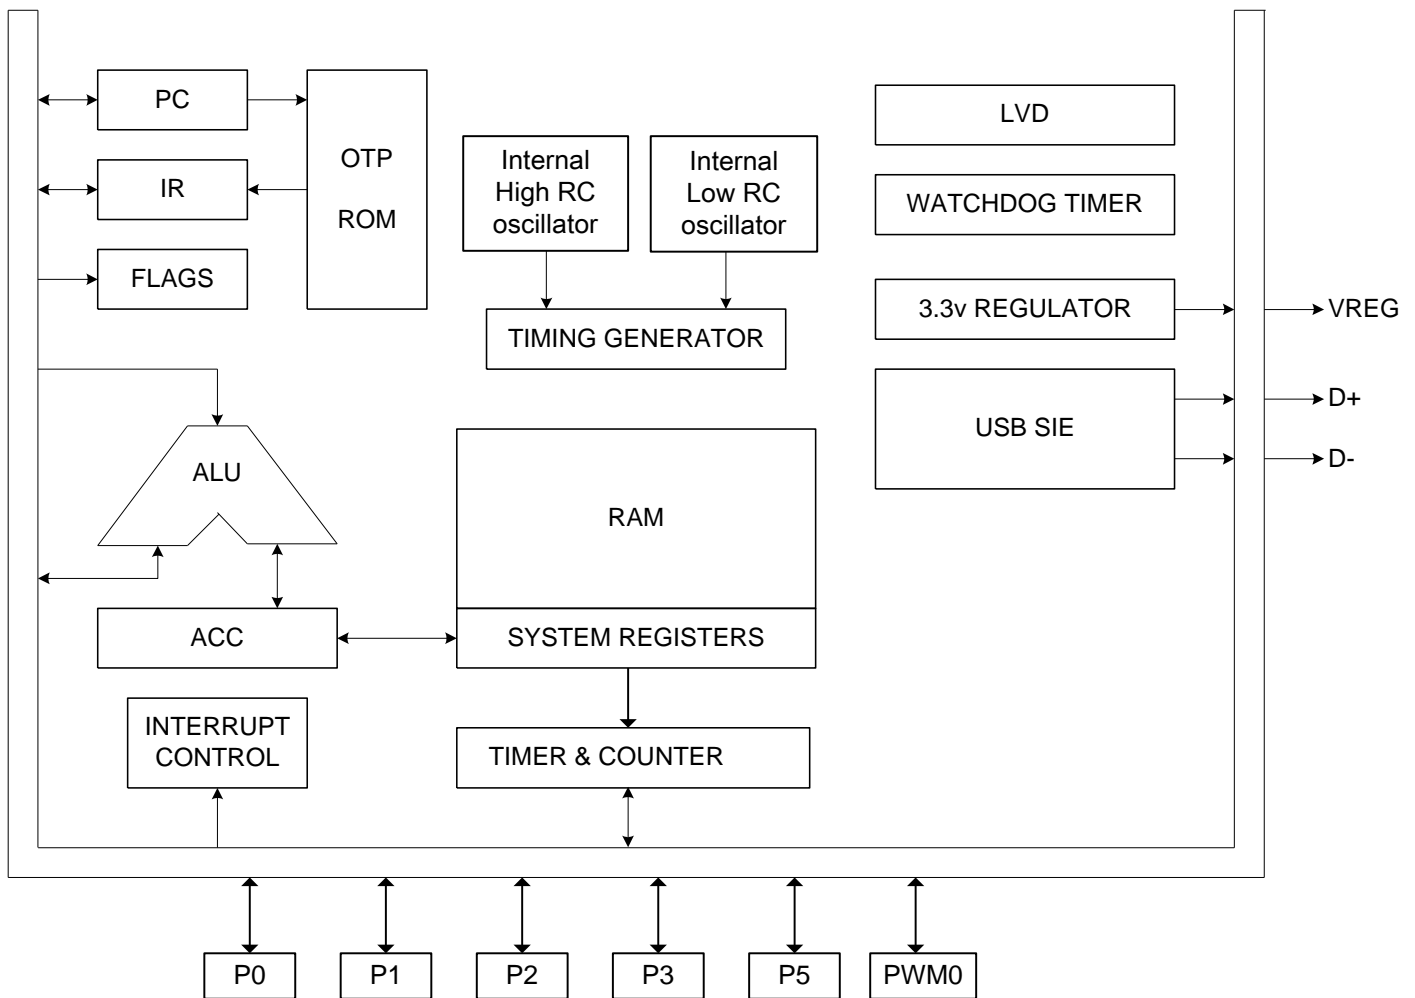 PC
OTP
ROM
IR
FLAGS
Internal
High RC
oscillator
Internal
Low RC
oscillator
TIMING GENERATOR
LVD
WATCHDOG TIMER
3.3v REGULATOR
VREG
USB SIE
D+
D-
ALU
RAM
ACC
SYSTEM REGISTERS
INTERRUPT
CONTROL
TIMER & COUNTER
P0
P1
P2
P3
P5
PWM0